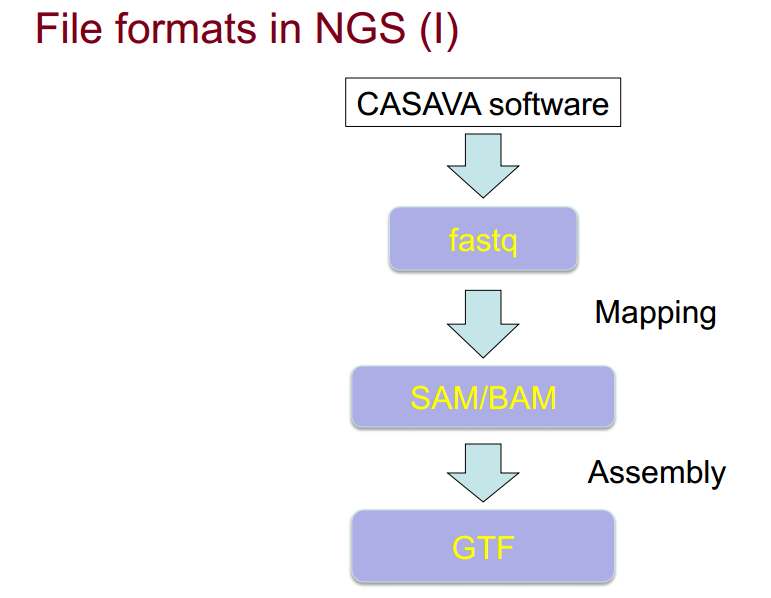 File formats in NGS (I)
CASAVA software
fastq
Mapping
SAM/BAM
Assembly
GTF